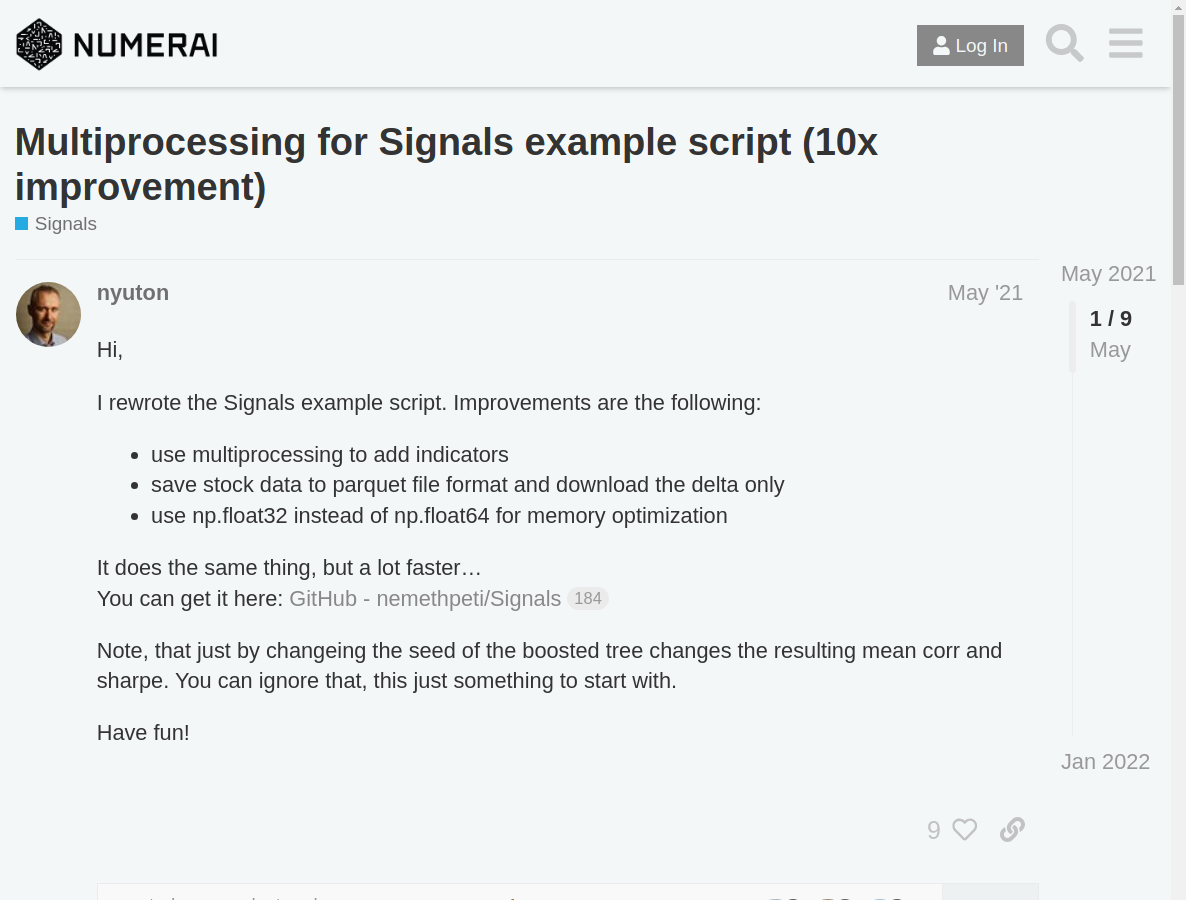 NUMERAI
Log In
Multiprocessing for Signals example script (10x
improvement)
Signals
May 2021
nyuton
May '21
1 / 9
May
Hi,
I rewrote the Signals example script. Improvements are the following:
use multiprocessing to add indicators
save stock data to parquet file format and download the delta only
use np.float32 instead of np.float64 for memory optimization
It does the same thing, but a lot faster…
You can get it here: GitHub - nemethpeti/Signals 184
Note, that just by changeing the seed of the boosted tree changes the resulting mean corr and
sharpe. You can ignore that, this just something to start with.
Have fun!
Jan 2022
9